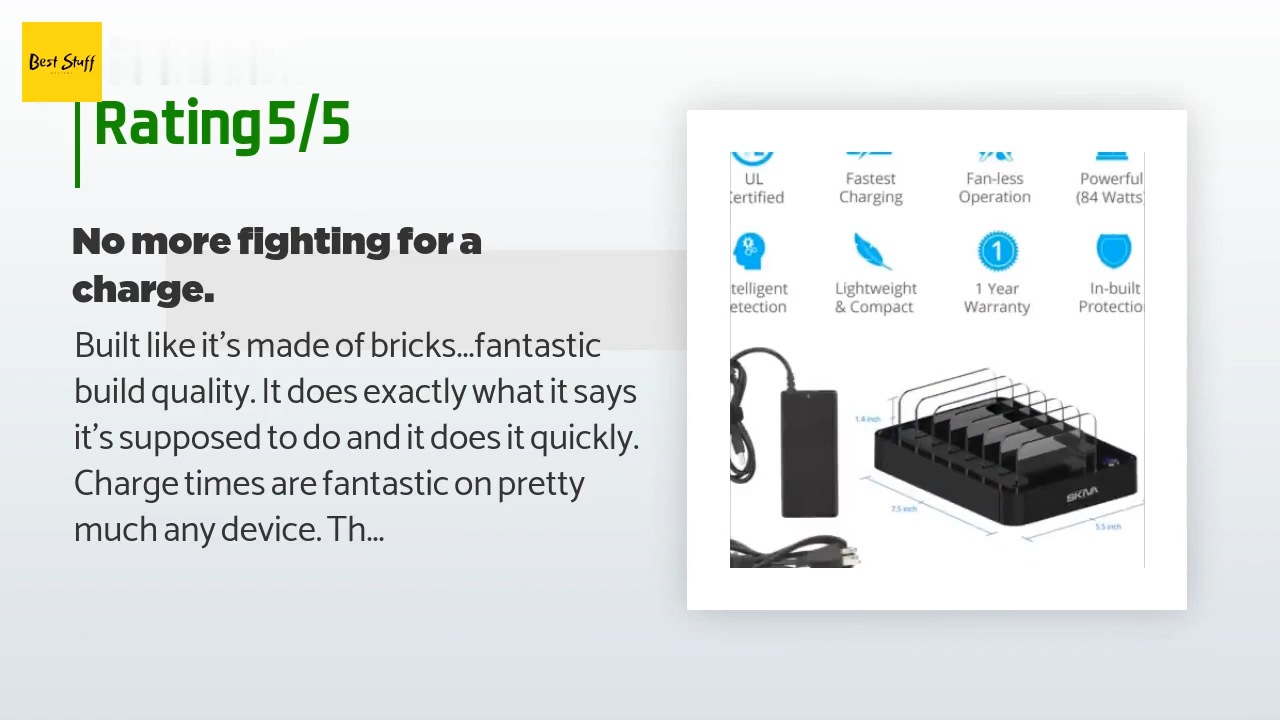 Best Stuff
Rating 5/5
No more fighting for a
charge.
Built like it's made of bricks...fantastic
build quality. It does exactly what it says
it's supposed to do and it does it quickly.
Charge times are fantastic on pretty
much any device. Th...
UL
Certified
Fastest
Charging
Fan-less
Operation
Powerful
(84 Watts)
telligent
etection
Lightweight
& Compact
1
1 Year
Warranty
In-built
Protection
1.4 inch
SKIVA
7.5 inch
5.5 inch